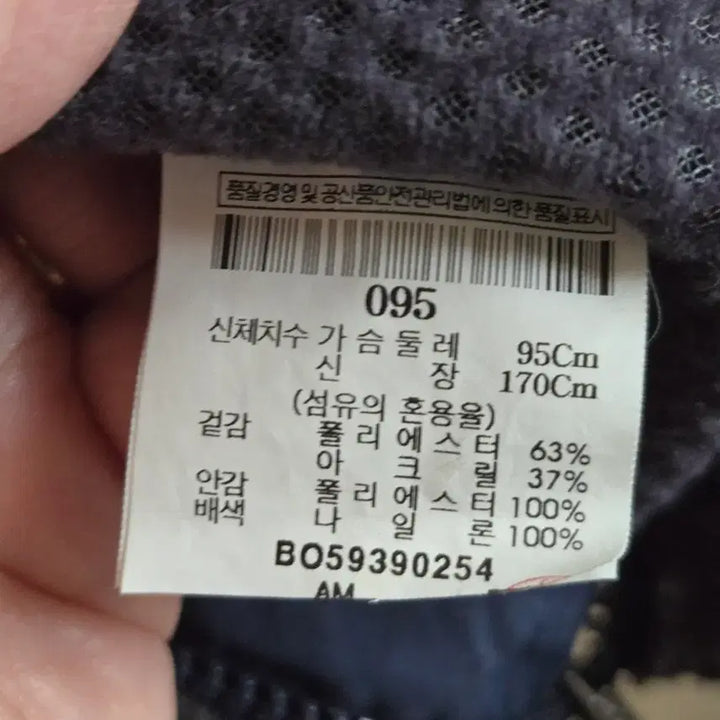 품질경영 및 공산품안전관리법에 의한 품질표시
095
신체치수 가 슴 둘 레 95Cm
신 장 170Cm
(섬유의 혼용율)
겉감 폴 리 에 스 터 63%
아 크 릴 37%
안감 폴 리 에 스 터 100%
배색 나 일 론 100%
BO59390254
AM